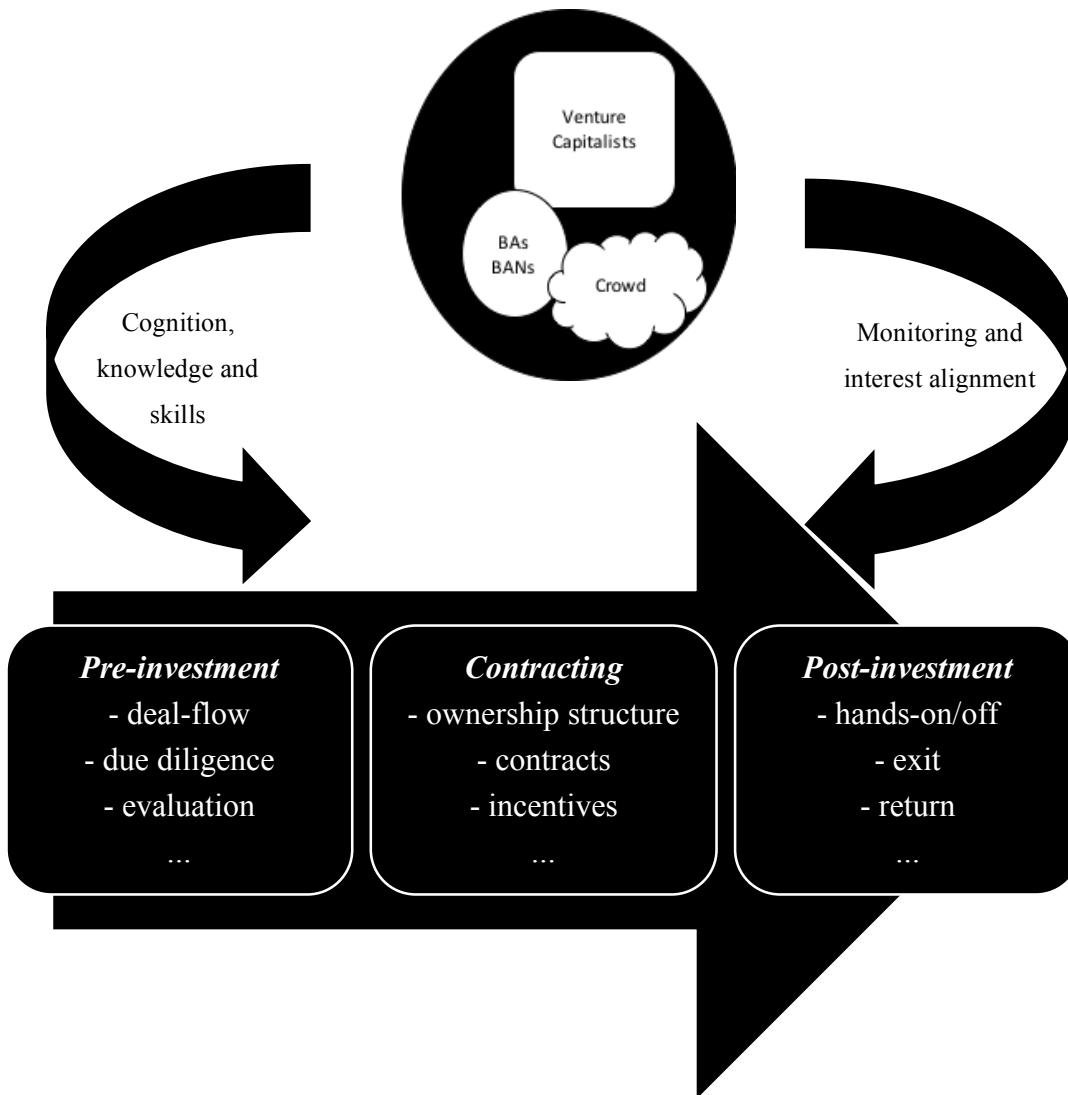 Venture
Capitalists
BAs
BANs
Crowd
Cognition,
knowledge and
skills
Monitoring and
interest alignment
Pre-investment
- deal-flow
- due diligence
- evaluation
...
Contracting
- ownership structure
- contracts
- incentives
...
Post-investment
- hands-on/off
- exit
- return
...